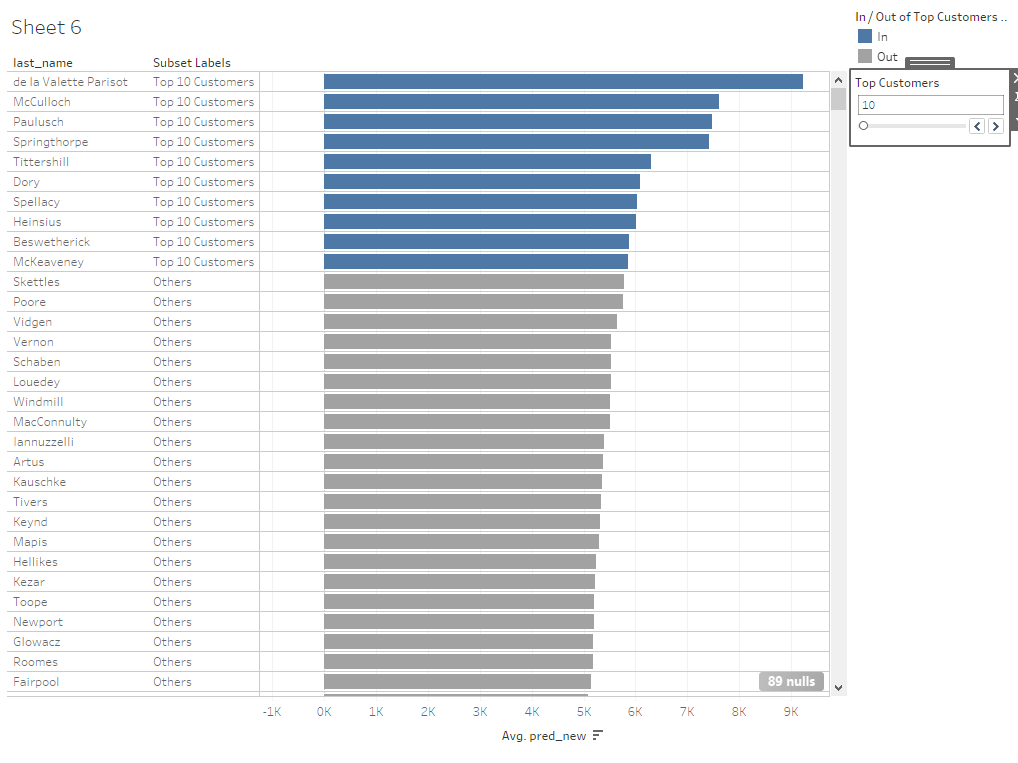 Sheet 6
In / Out of Top Customers ..
In
Out
Top Customers
10
last_name Subset Labels
de la Valette Parisot Top 10 Customers
McCulloch Top 10 Customers
Paulusch Top 10 Customers
Springthorpe Top 10 Customers
Tittershill Top 10 Customers
Dory Top 10 Customers
Spellacy Top 10 Customers
Heinsius Top 10 Customers
Beswetherick Top 10 Customers
McKeaveney Top 10 Customers
Skettles Others
Poore Others
Vidgen Others
Vernon Others
Schaben Others
Louedey Others
Windmill Others
MacConnulty Others
Iannuzzelli Others
Artus Others
Kauschke Others
Tivers Others
Keynd Others
Mapis Others
Hellikes Others
Kezar Others
Toope Others
Newport Others
Glowacz Others
Roomes Others
Fairpool Others
89 nulls
-1K 0K 1K 2K 3K 4K 5K 6K 7K 8K 9K
Avg. pred_new